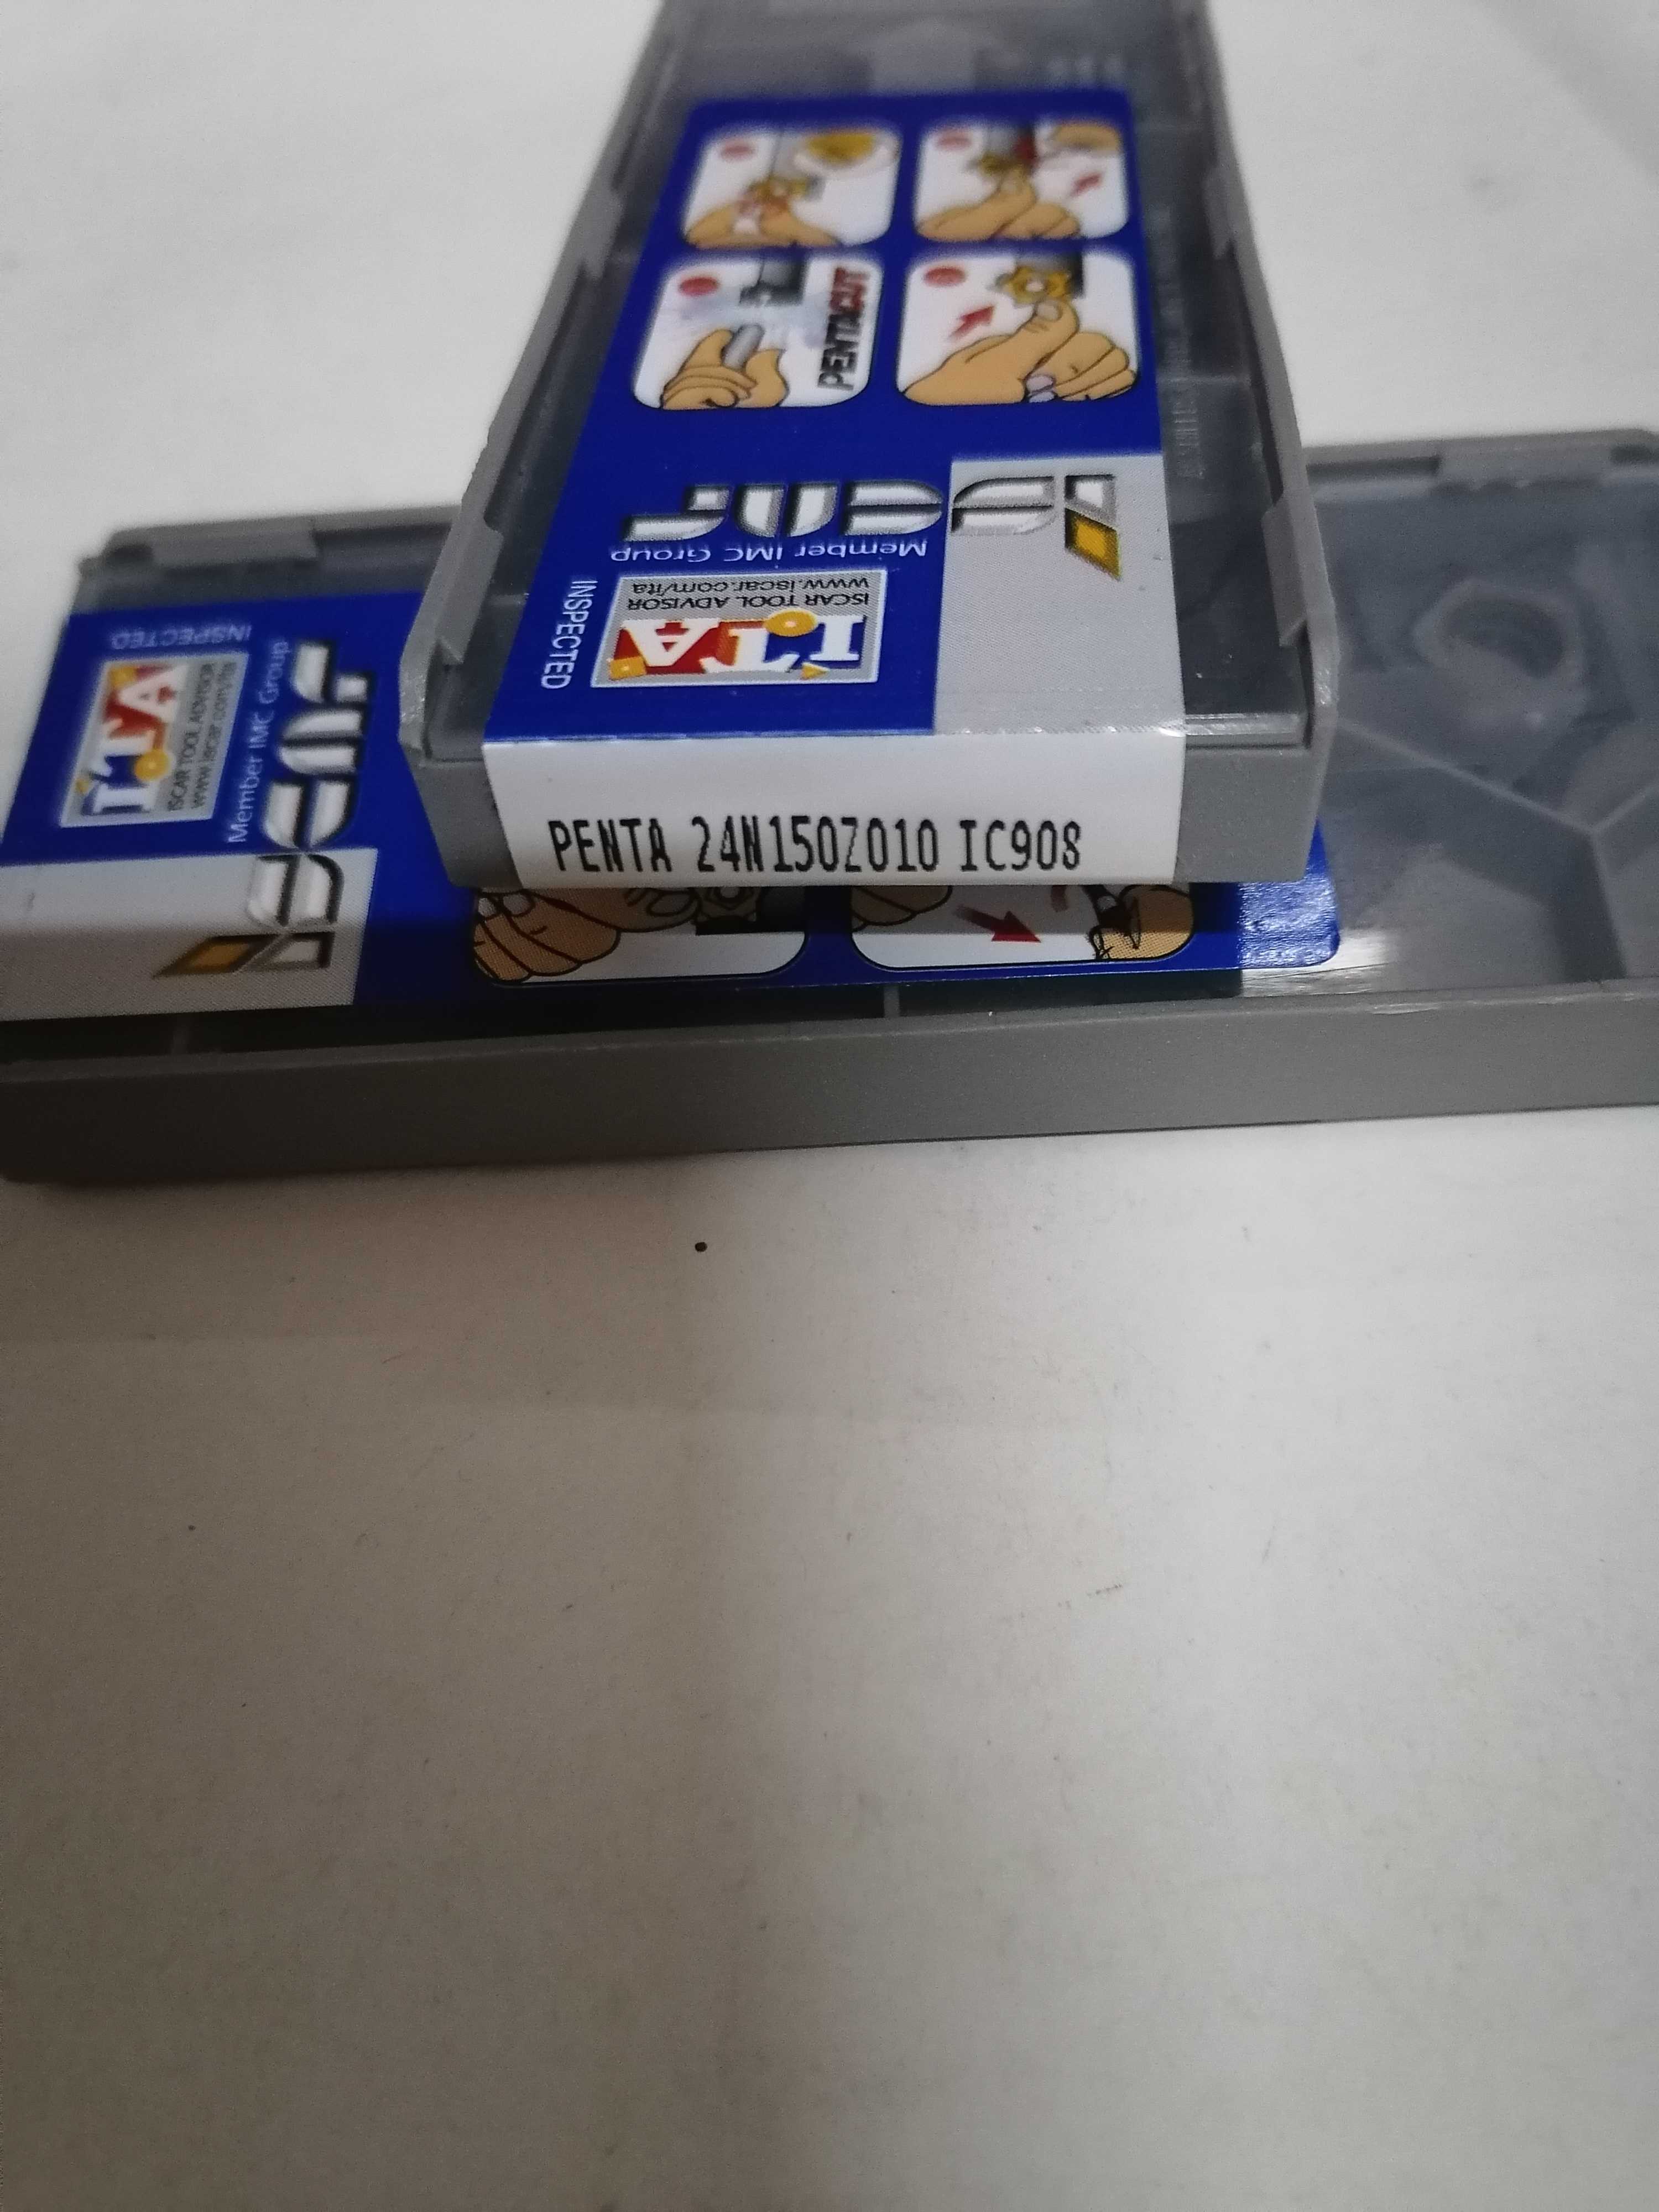 PENTACUT
iscar
Member IMC Group
ITA
ISCAR TOOL ADVISOR
www.iscar.com/ita
INSPECTED
PENTA 24N150Z010 IC908
INSPECTED
ITA
ISCAR TOOL ADVISOR
www.iscar.com/ita
Member IMC Group
iscar